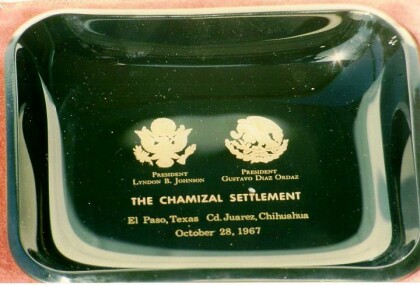 President President
Lyndon B. Johnson Gustavo Diaz Ordaz
THE CHAMIZAL SETTLEMENT
El Paso, Texas Cd. Juarez, Chihuahua
October 28, 1967